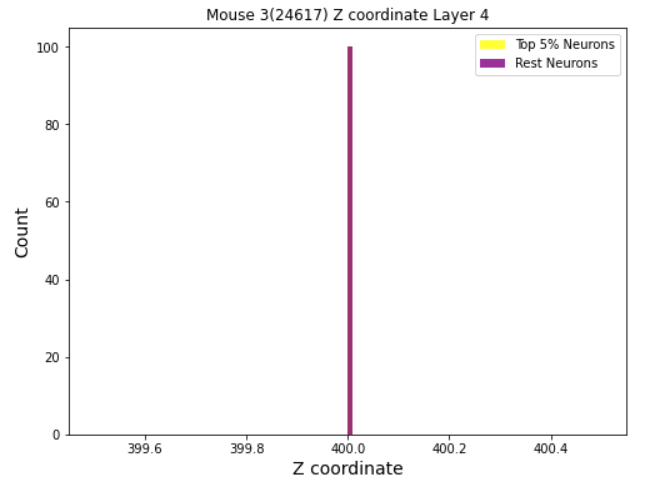 Mouse 3(24617) Z coordinate Layer 4
Top 5% Neurons
Rest Neurons
Count
100
80
60
40
20
0
399.6 399.8 400.0 400.2 400.4
Z coordinate